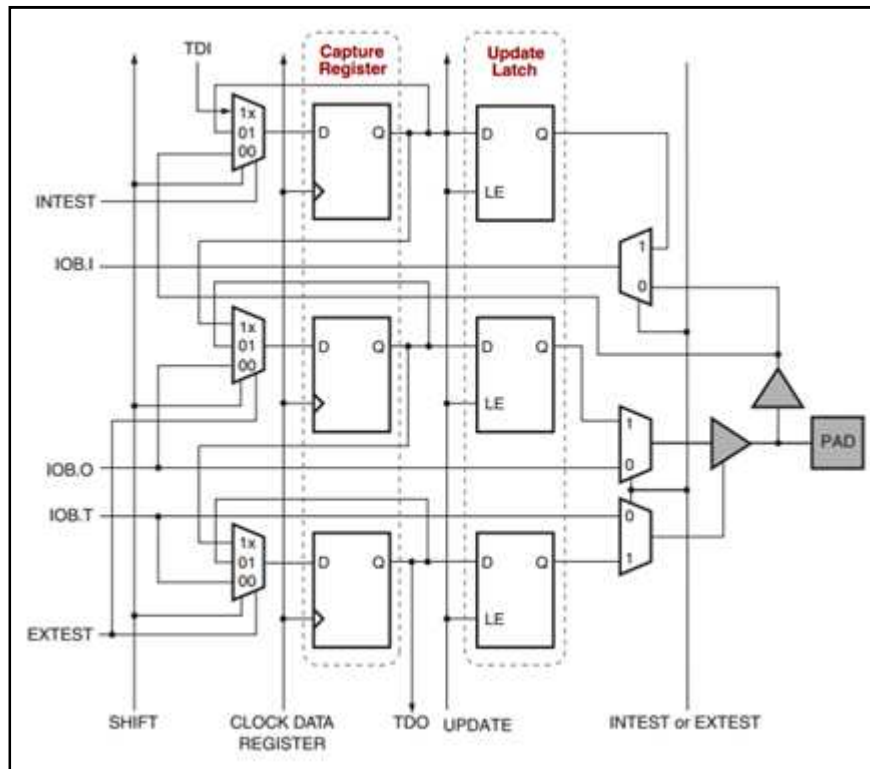 TDI
Capture
Register
Update
Latch
1x
01
00
D Q
D Q
LE
INTEST
1
IOB.I
0
1x
01
00
D Q
D Q
LE
1
PAD
IOB.O
0
IOB.T
0
1x
01
00
D Q
D Q
1
LE
EXTEST
SHIFT
CLOCK DATA
REGISTER
TDO
UPDATE
INTEST or EXTEST